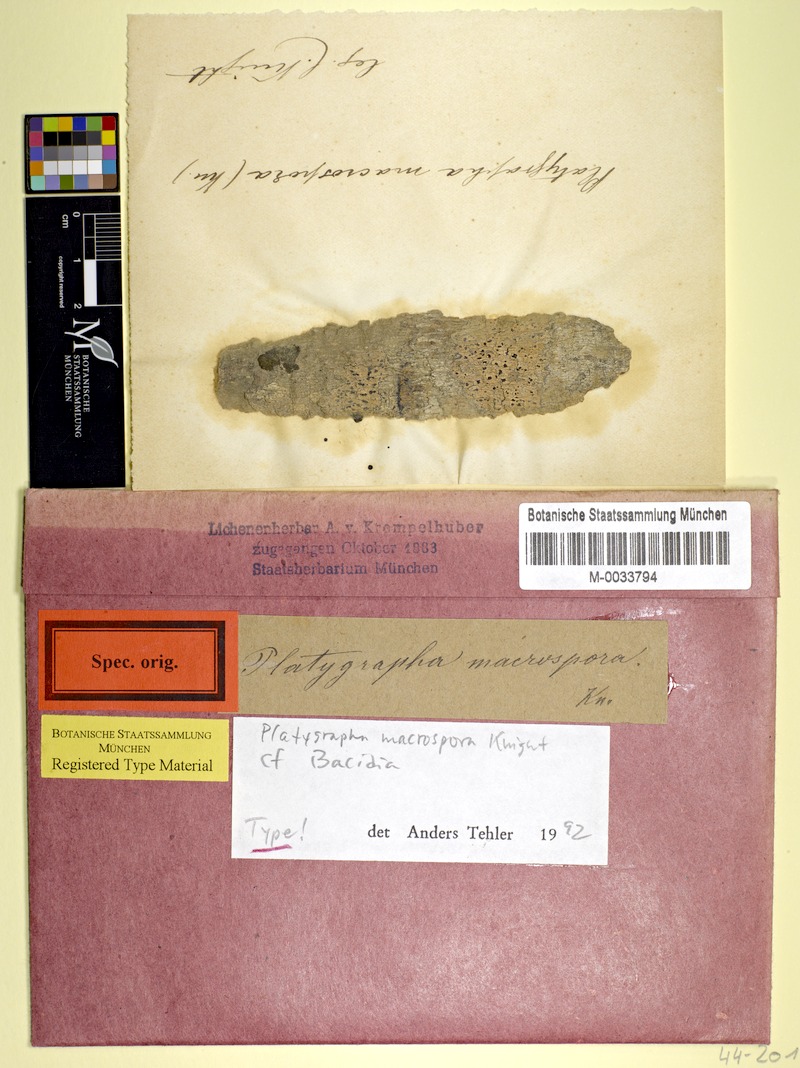 leg. C. Knight
Platygrapha macrospora (Kn.)
0 1 2
cm
copyright reserved
M
BOTANISCHE
STAATSSAMMLUNG
MÜNCHEN
Lichenenherbar A. v. Krempelhuber
zugegangen Oktober 1863
Staatsherbarium München
Botanische Staatssammlung München
M-0033794
Spec. orig.
Platygrapha macrospora.
Kn.
BOTANISCHE STAATSSAMMLUNG
MÜNCHEN
Registered Type Material
Platygrapha macrospora Knight
cf Bacidia
Type! det Anders Tehler 1992
44-201